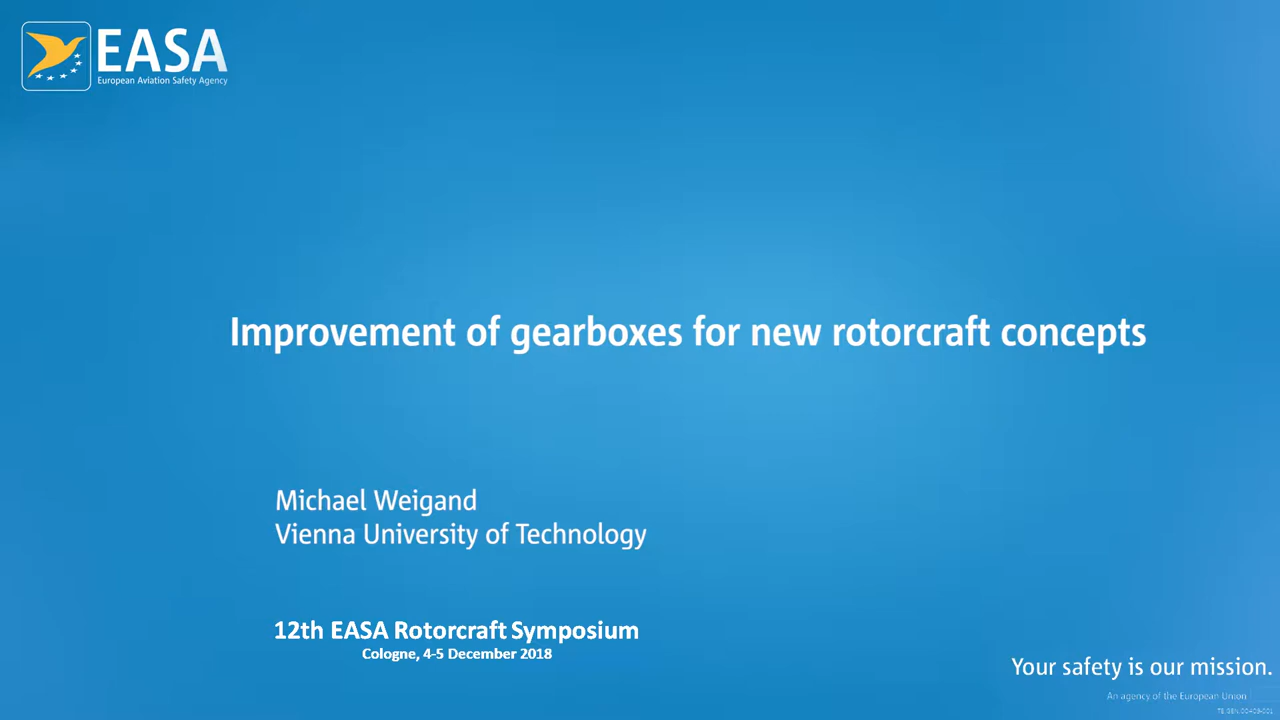 EASA
European Aviation Safety Agency
Improvement of gearboxes for new rotorcraft concepts
Michael Weigand
Vienna University of Technology
12th EASA Rotorcraft Symposium
Cologne, 4-5 December 2018
Your safety is our mission.
An agency of the European Union